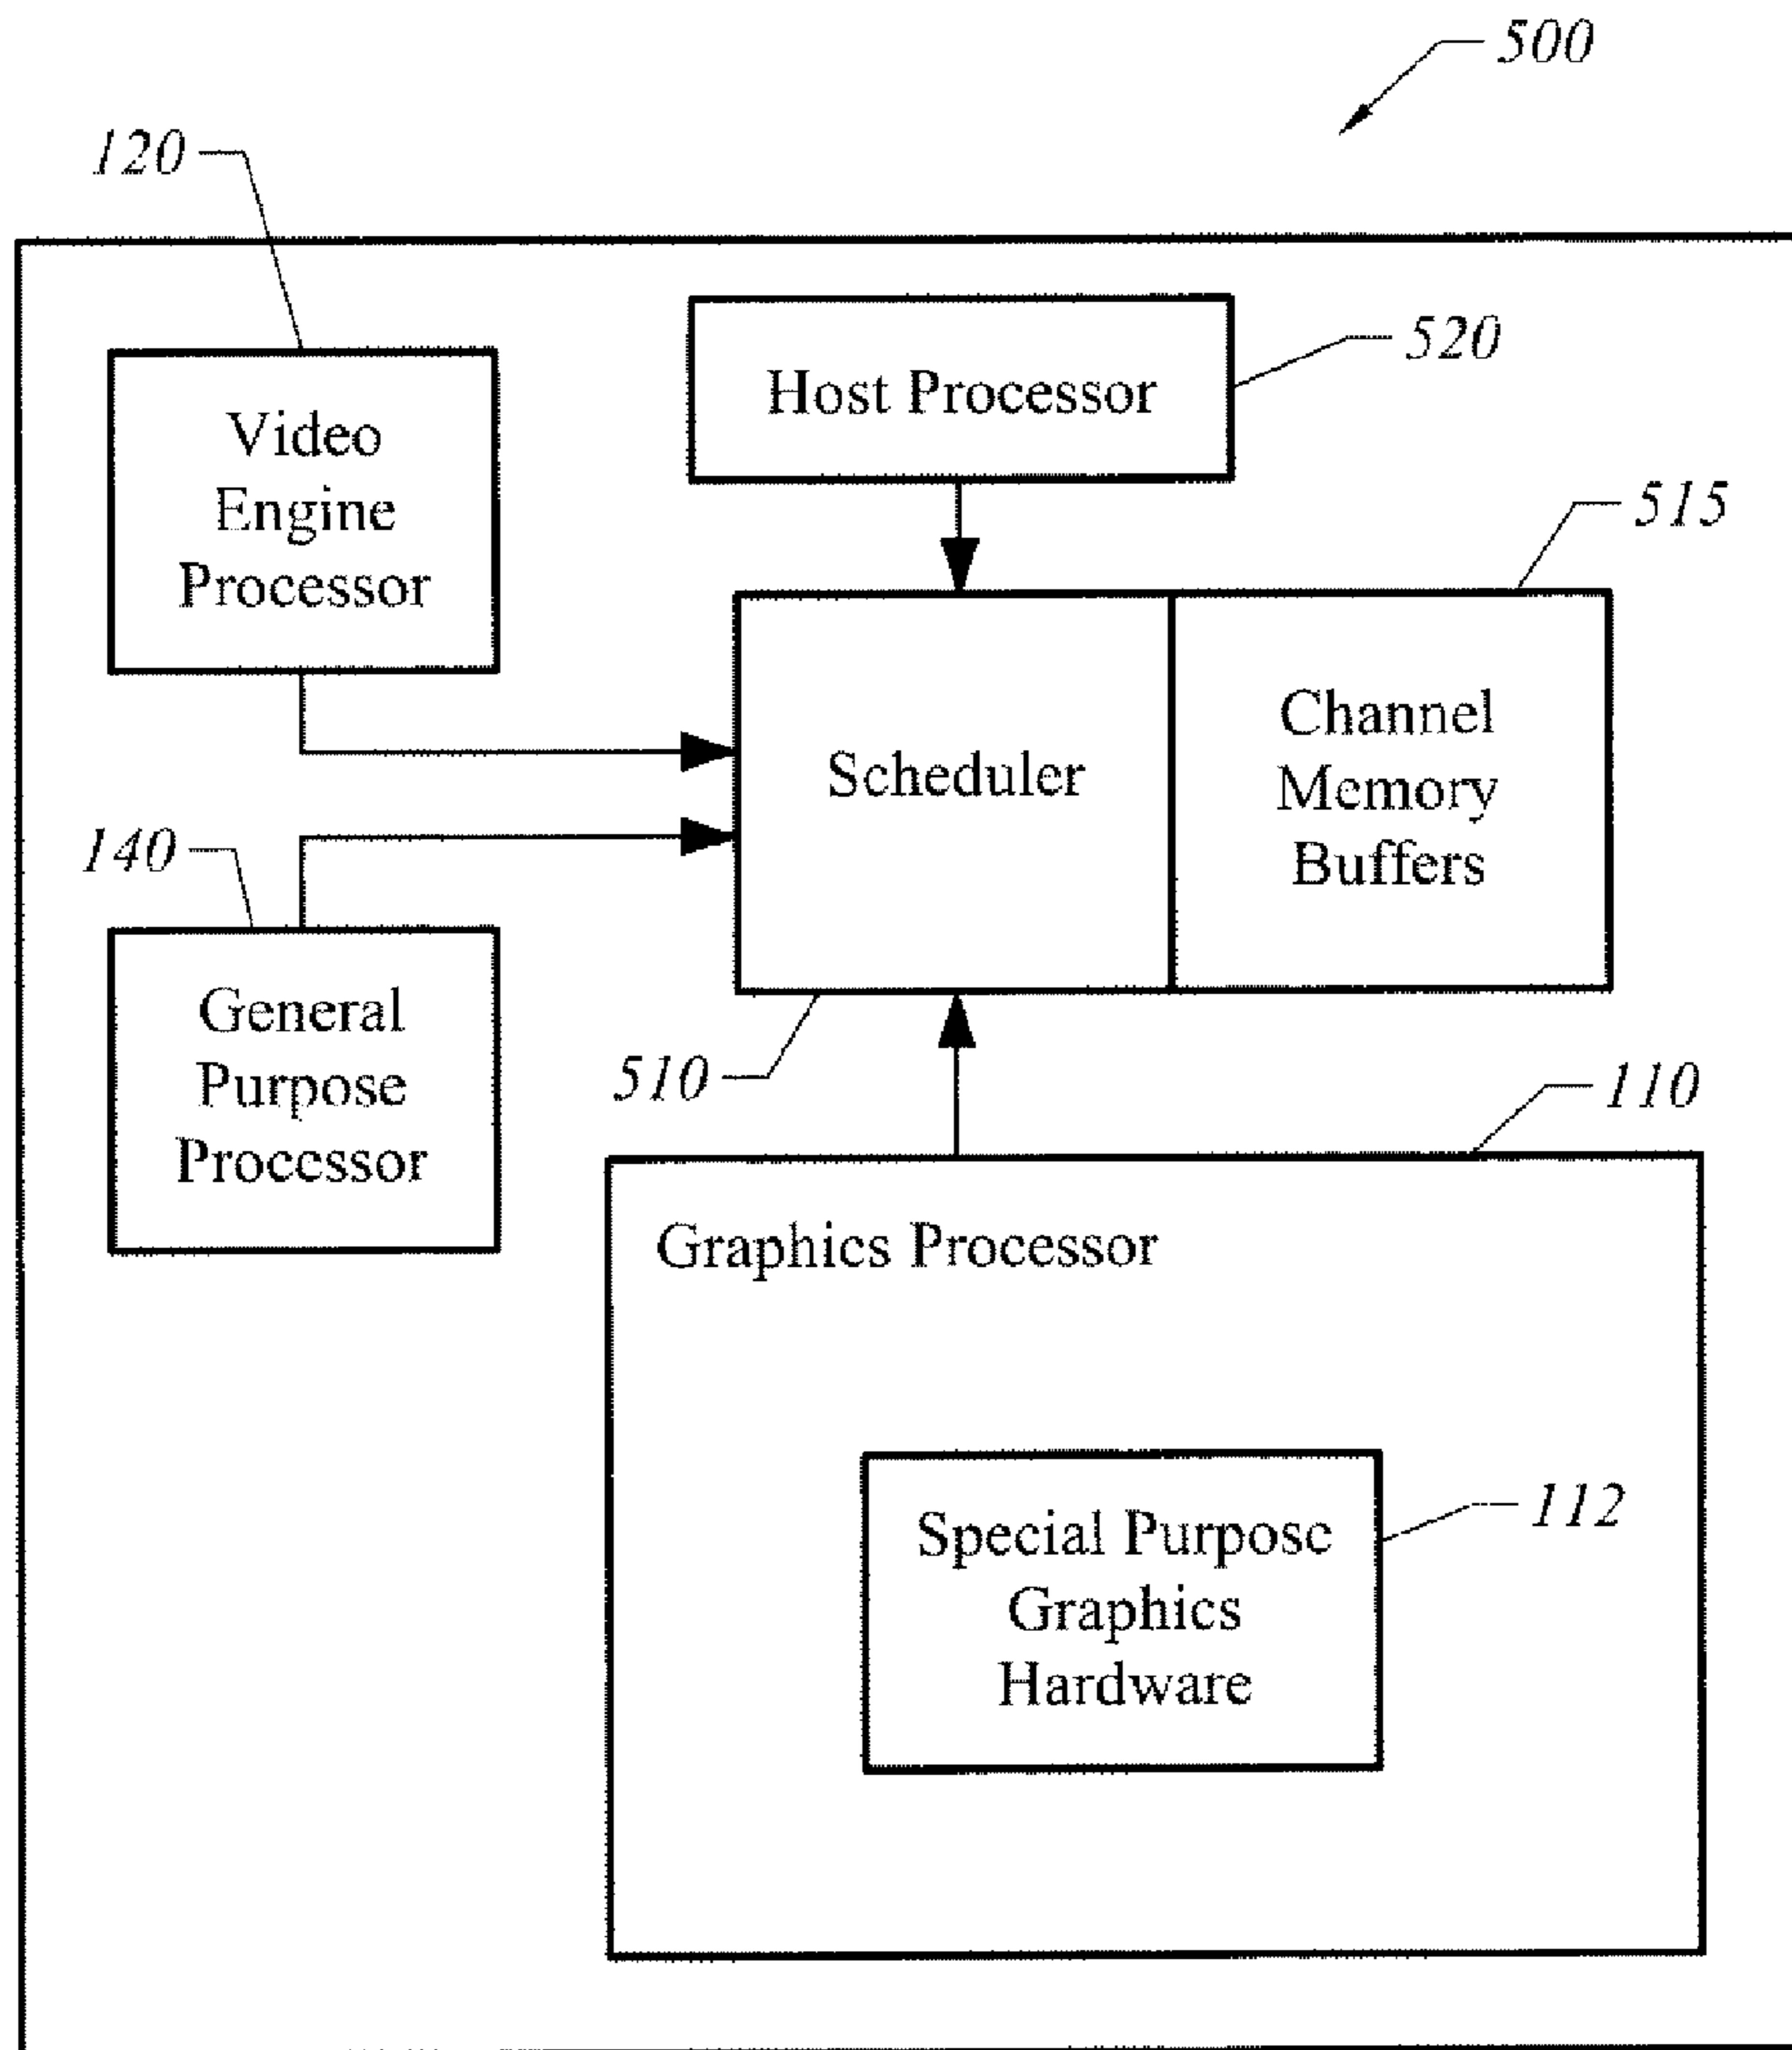 500
120
Host Processor
520
Video
Engine
Processor
515
Scheduler
Channel
Memory
Buffers
140
General
Purpose
Processor
510
110
Graphics Processor
Special Purpose
Graphics
Hardware
112